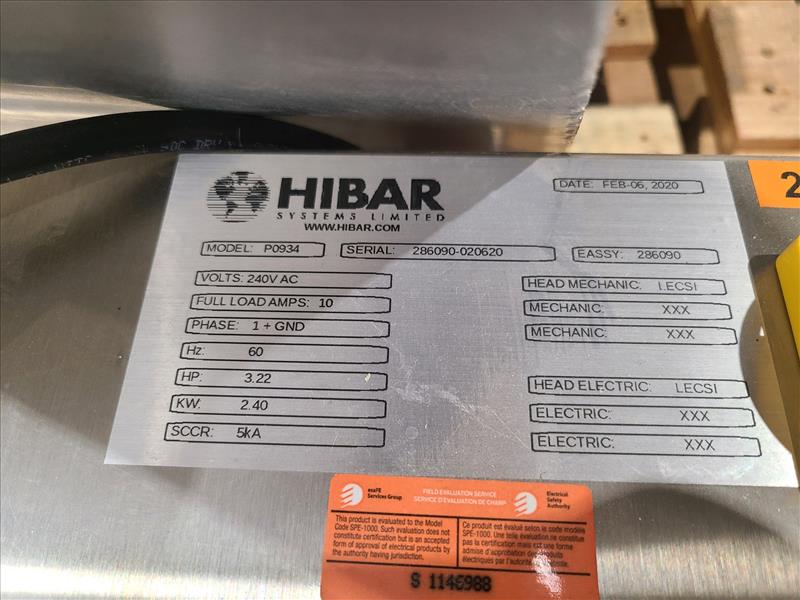 HIBAR
SYSTEMS LIMITED
WWW.HIBAR.COM
DATE: FEB-06, 2020
MODEL: P0934 SERIAL: 286090-020620 EASSY: 286090
VOLTS: 240V AC
FULL LOAD AMPS: 10
PHASE: 1 + GND
Hz: 60
HP: 3.22
KW: 2.40
SCCR: 5kA
HEAD MECHANIC: I.ECSI
MECHANIC: XXX
MECHANIC: XXX
HEAD ELECTRIC: I.ECSI
ELECTRIC: XXX
ELECTRIC: XXX
2
esaFE
Services Group
FIELD EVALUATION SERVICE
SERVICE D'ÉVALUATION DE CHAMP
Electrical
Safety
Authority
This product is evaluated to the Model
Code SPE-1000. Such evaluation does not
constitute certification but is an accepted
form of approval of electrical products by
the authority having jurisdiction.
Ce produit est évalué selon le code modèle
SPE-1000. Une telle évaluation ne constitue
pas la certification mais est une forme
admise d'approbation des produits
électriques par l'autorité compétente.
S 1146988